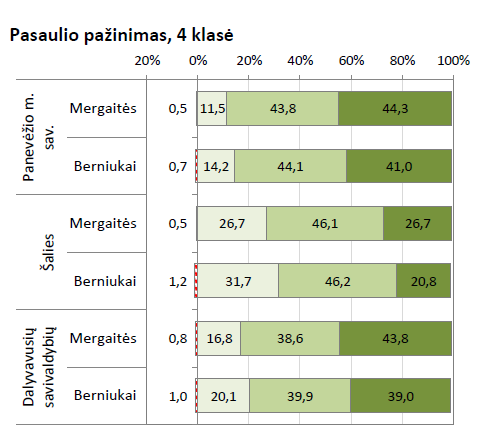 Pasaulio pažinimas, 4 klasė
20% 0% 20% 40% 60% 80% 100%
Panevėžio m.
sav.
Mergaitės 0,5 11,5 43,8 44,3
Berniukai 0,7 14,2 44,1 41,0
Šalies
Mergaitės 0,5 26,7 46,1 26,7
Berniukai 1,2 31,7 46,2 20,8
Dalyvavusių
savivaldybių
Mergaitės 0,8 16,8 38,6 43,8
Berniukai 1,0 20,1 39,9 39,0